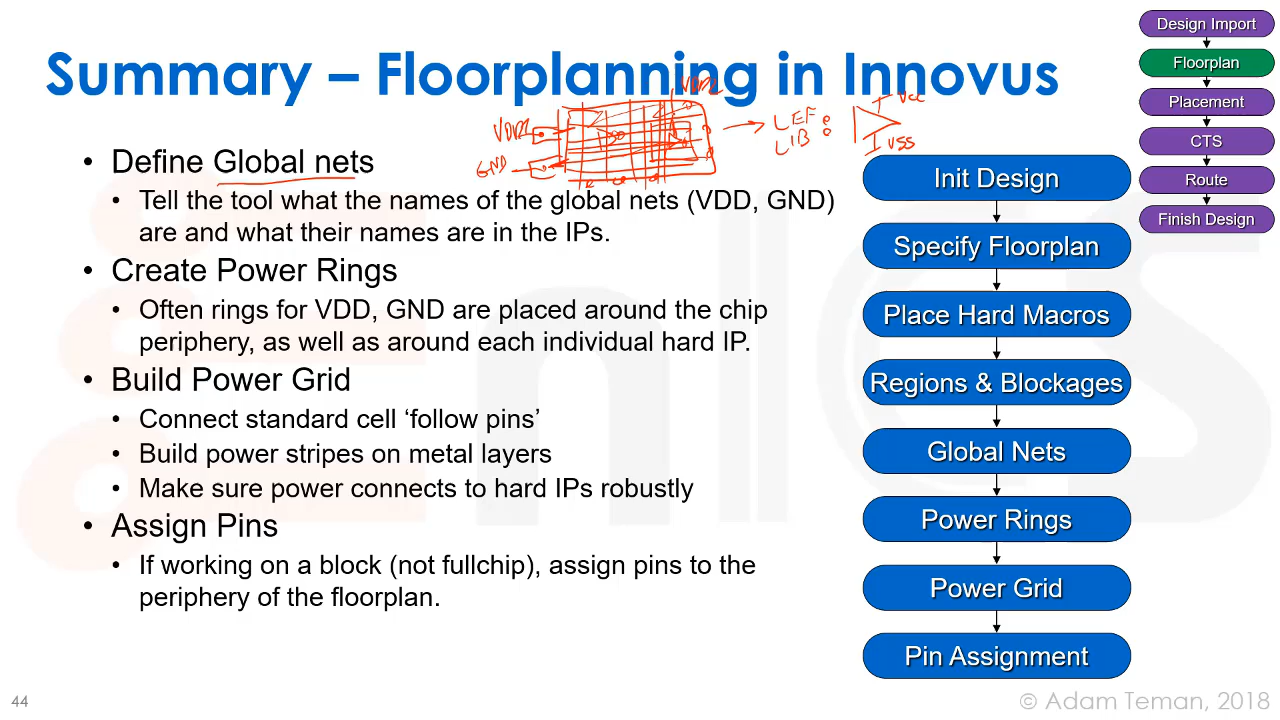 Summary – Floorplanning in Innovus
Design Import
Floorplan
Placement
CTS
Route
Finish Design
VDD2
VDD1
GND
LEF
LIB
VCC
VSS
• Define Global nets
• Tell the tool what the names of the global nets (VDD, GND)
are and what their names are in the IPs.
• Create Power Rings
• Often rings for VDD, GND are placed around the chip
periphery, as well as around each individual hard IP.
• Build Power Grid
• Connect standard cell ‘follow pins’
• Build power stripes on metal layers
• Make sure power connects to hard IPs robustly
• Assign Pins
• If working on a block (not fullchip), assign pins to the
periphery of the floorplan.
Init Design
Specify Floorplan
Place Hard Macros
Regions & Blockages
Global Nets
Power Rings
Power Grid
Pin Assignment
44
© Adam Teman, 2018